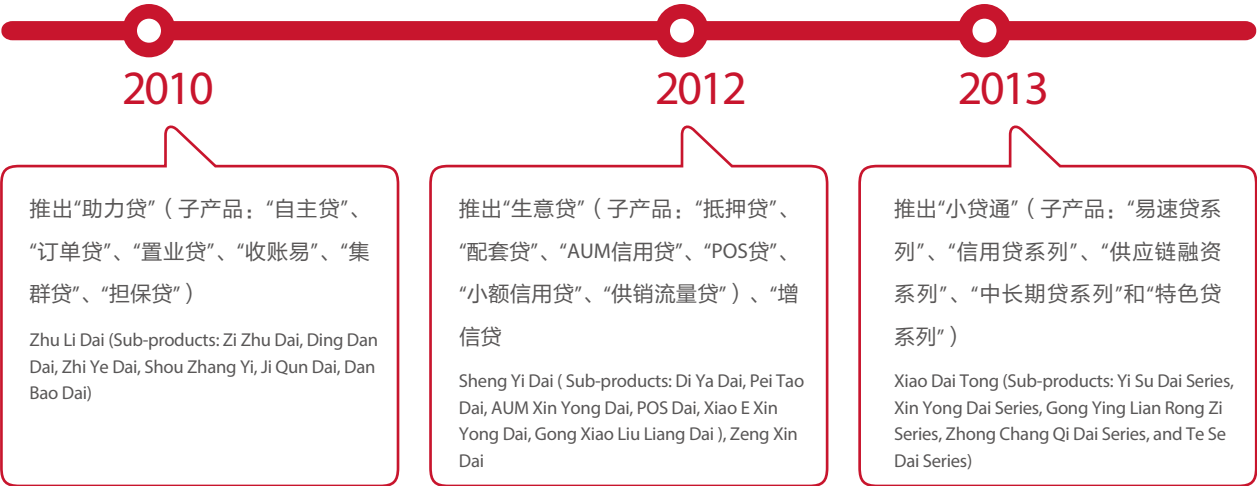 2010
推出“助力贷”（子产品：“自主贷”、
“订单贷”、“置业贷”、“收账易”、“集
群贷”、“担保贷”）
Zhu Li Dai (Sub-products: Zi Zhu Dai, Ding Dan
Dai, Zhi Ye Dai, Shou Zhang Yi, Ji Qun Dai, Dan
Bao Dai)
2012
推出“生意贷”（子产品：“抵押贷”、
“配套贷”、“AUM信用贷”、“POS贷”、
“小额信用贷”、“供销流量贷”）、“增
信贷
Sheng Yi Dai ( Sub-products: Di Ya Dai, Pei Tao
Dai, AUM Xin Yong Dai, POS Dai, Xiao E Xin
Yong Dai, Gong Xiao Liu Liang Dai ), Zeng Xin
Dai
2013
推出“小贷通”（子产品：“易速贷系
列”、“信用贷系列”、“供应链融资
系列”、“中长期贷系列”和“特色贷
系列”）
Xiao Dai Tong (Sub-products: Yi Su Dai Series,
Xin Yong Dai Series, Gong Ying Lian Rong Zi
Series, Zhong Chang Qi Dai Series, and Te Se
Dai Series)